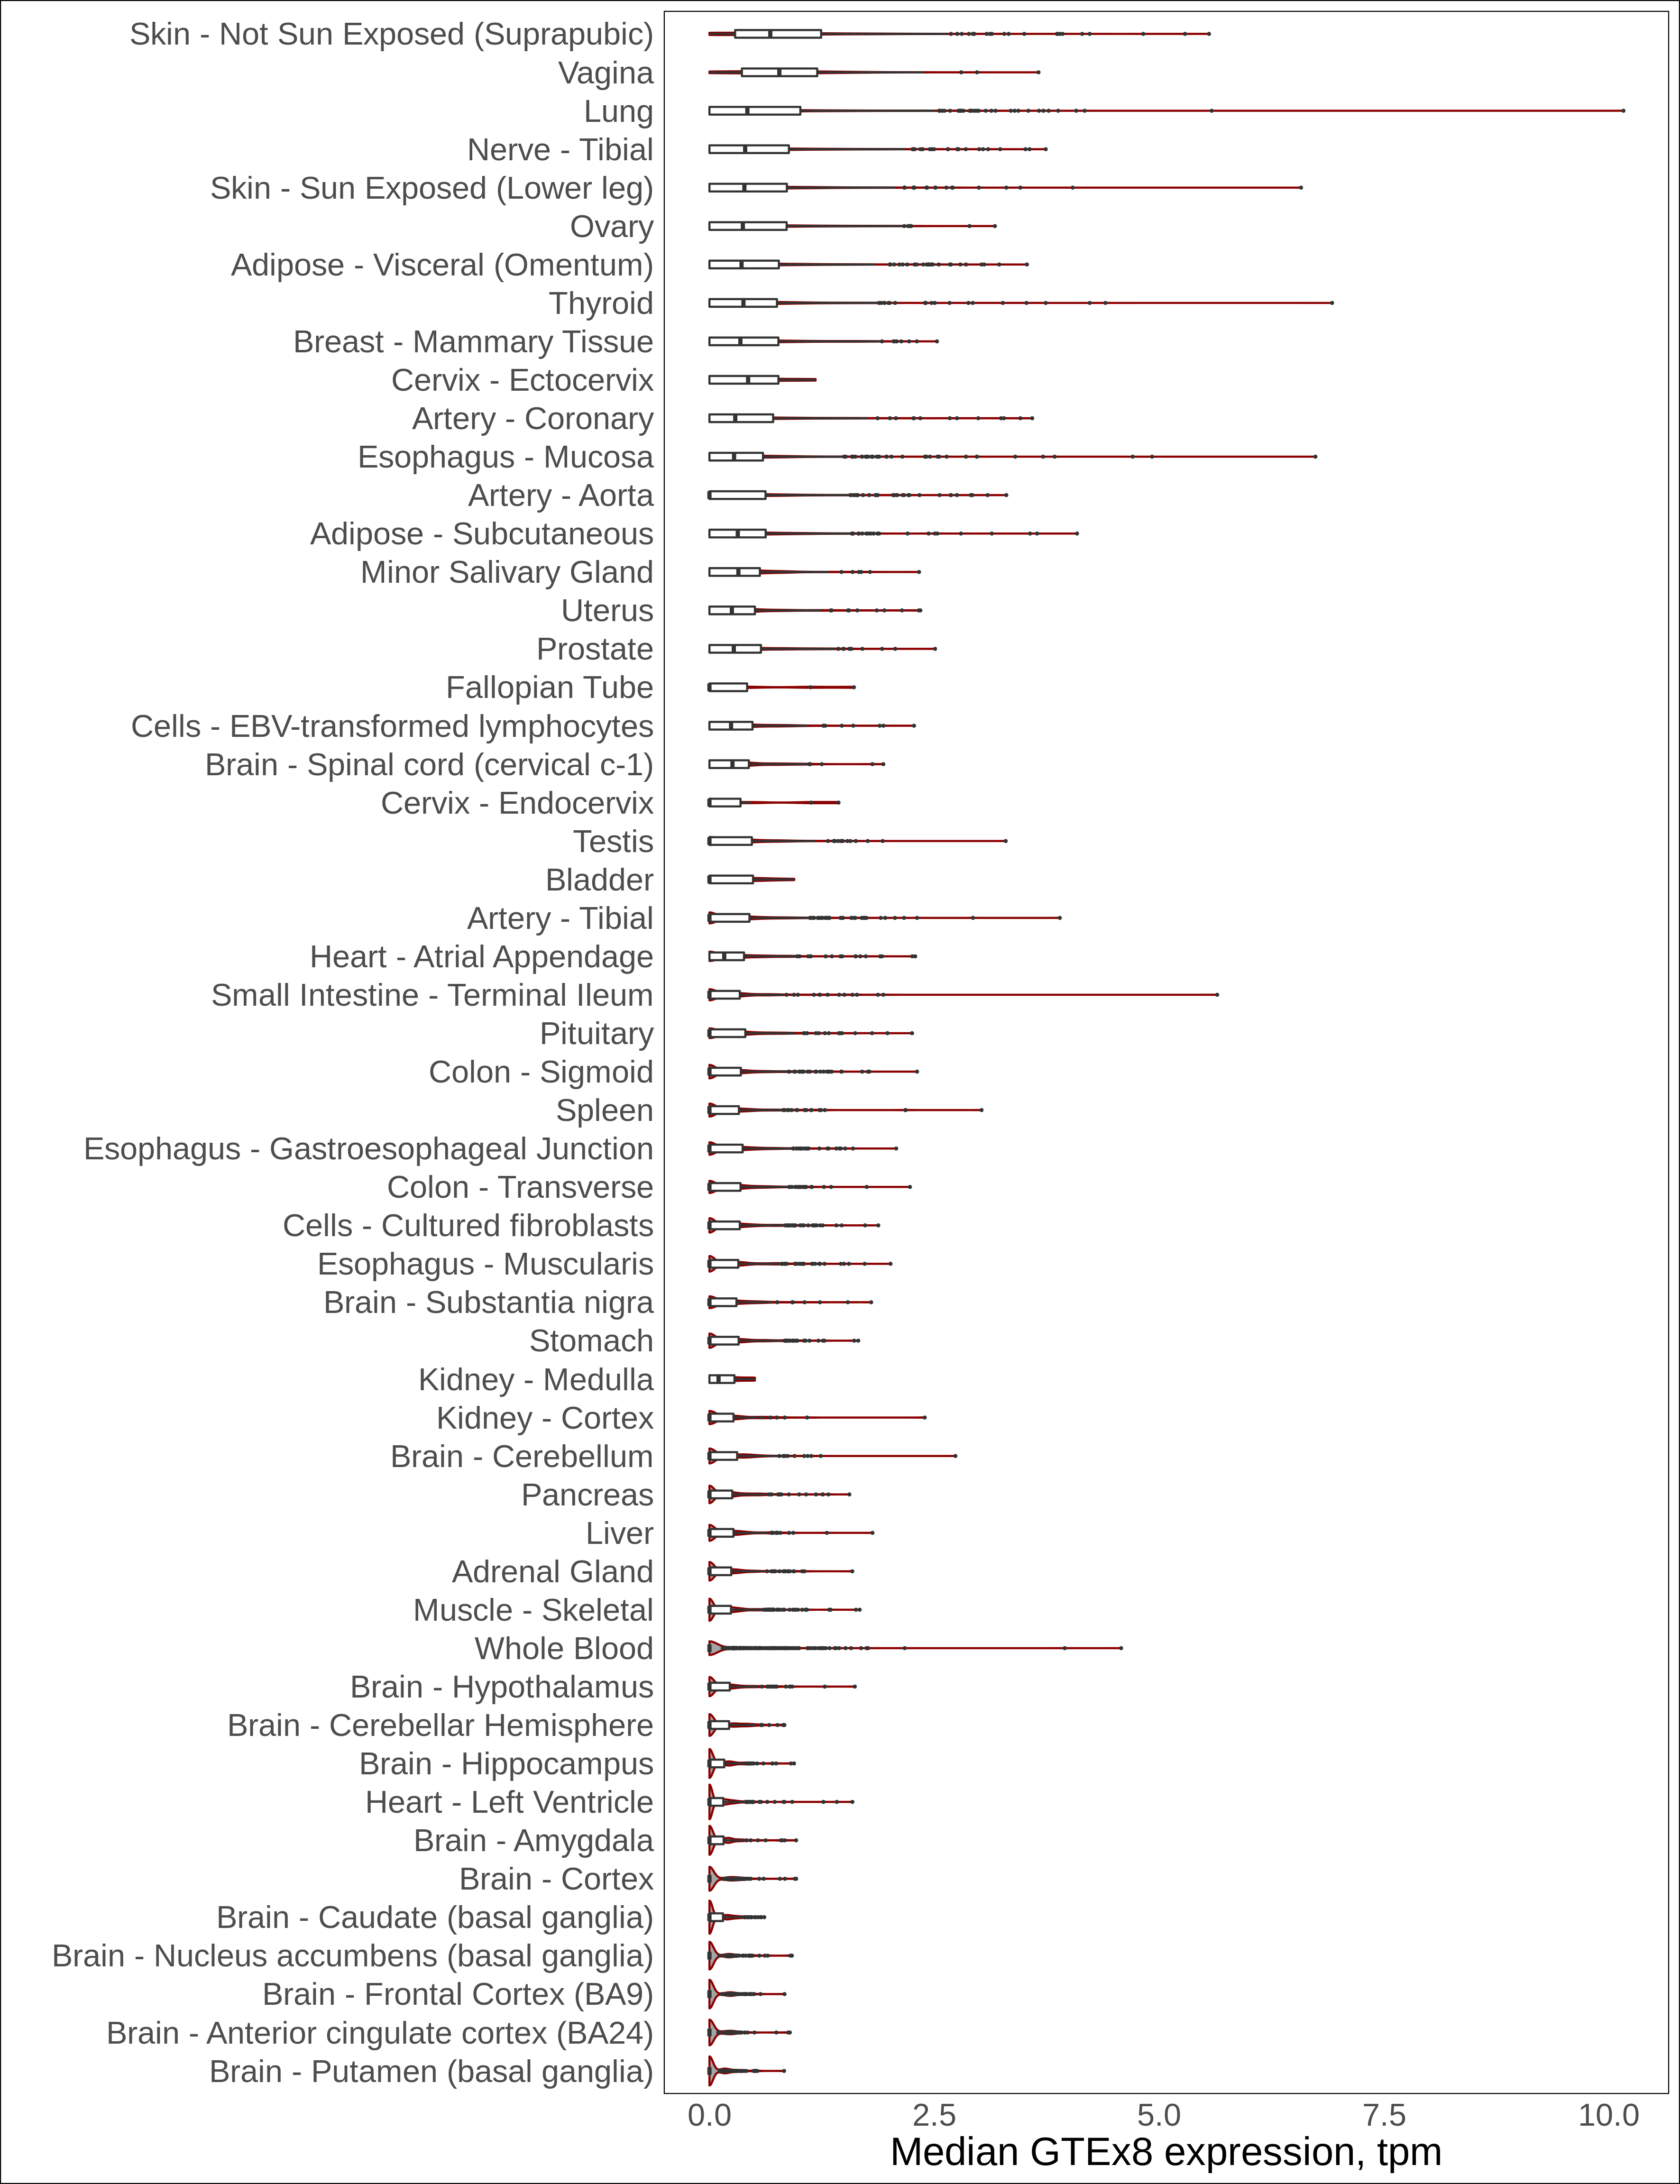 Skin - Not Sun Exposed (Suprapubic)
Vagina
Lung
Nerve - Tibial
Skin - Sun Exposed (Lower leg)
Ovary
Adipose - Visceral (Omentum)
Thyroid
Breast - Mammary Tissue
Cervix - Ectocervix
Artery - Coronary
Esophagus - Mucosa
Artery - Aorta
Adipose - Subcutaneous
Minor Salivary Gland
Uterus
Prostate
Fallopian Tube
Cells - EBV-transformed lymphocytes
Brain - Spinal cord (cervical c-1)
Cervix - Endocervix
Testis
Bladder
Artery - Tibial
Heart - Atrial Appendage
Small Intestine - Terminal Ileum
Pituitary
Colon - Sigmoid
Spleen
Esophagus - Gastroesophageal Junction
Colon - Transverse
Cells - Cultured fibroblasts
Esophagus - Muscularis
Brain - Substantia nigra
Stomach
Kidney - Medulla
Kidney - Cortex
Brain - Cerebellum
Pancreas
Liver
Adrenal Gland
Muscle - Skeletal
Whole Blood
Brain - Hypothalamus
Brain - Cerebellar Hemisphere
Brain - Hippocampus
Heart - Left Ventricle
Brain - Amygdala
Brain - Cortex
Brain - Caudate (basal ganglia)
Brain - Nucleus accumbens (basal ganglia)
Brain - Frontal Cortex (BA9)
Brain - Anterior cingulate cortex (BA24)
Brain - Putamen (basal ganglia)
0.0 2.5 5.0 7.5 10.0
Median GTEx8 expression, tpm